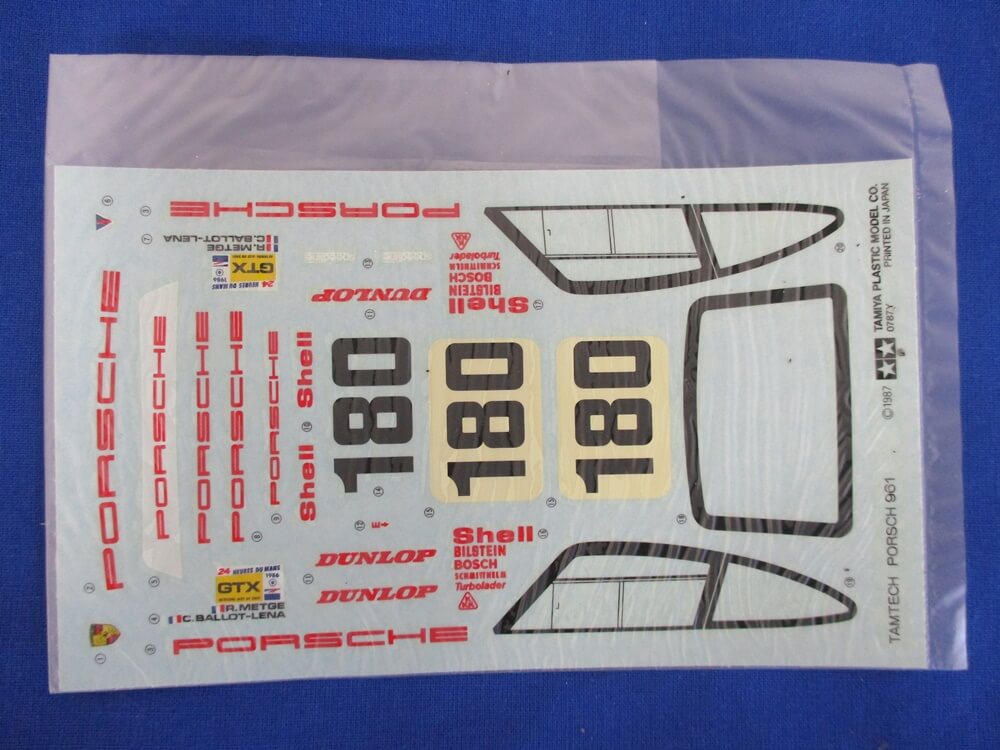 PORSCHE
R.METGE
C.BALLOT-LENA
24 HEURES DU MANS
1986
GTX
DUNLOP
Turbolader
SCHMITTHELM
BOSCH
BILSTEIN
Shell
PORSCHE
PORSCHE
PORSCHE
PORSCHE
PORSCHE
Shell
Shell
180
180
180
E
DUNLOP
DUNLOP
Shell
BILSTEIN
BOSCH
SCHMITTHELM
Turbolader
KKK
24 HEURES DU MANS
1986
GTX
R.METGE
C.BALLOT-LENA
PORSCHE
TAMTECH PORSCH 961
©1987
TAMIYA PLASTIC MODEL CO.
0787Y PRINTED IN JAPAN